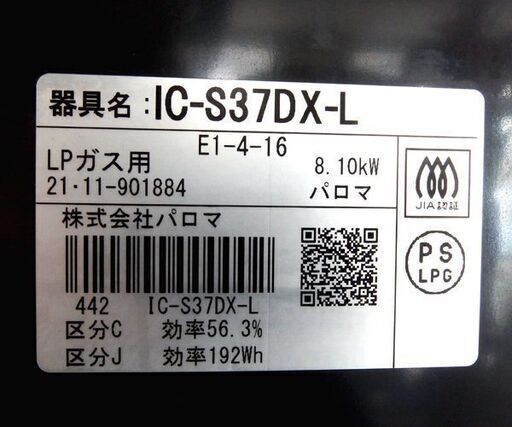 器具名:IC-S37DX-L
E1-4-16
LPガス用 8.10kW
21・11-901884 パロマ
JIA認証
株式会社パロマ
PS
LPG
442 IC-S37DX-L
区分C 効率56.3%
区分J 効率192Wh